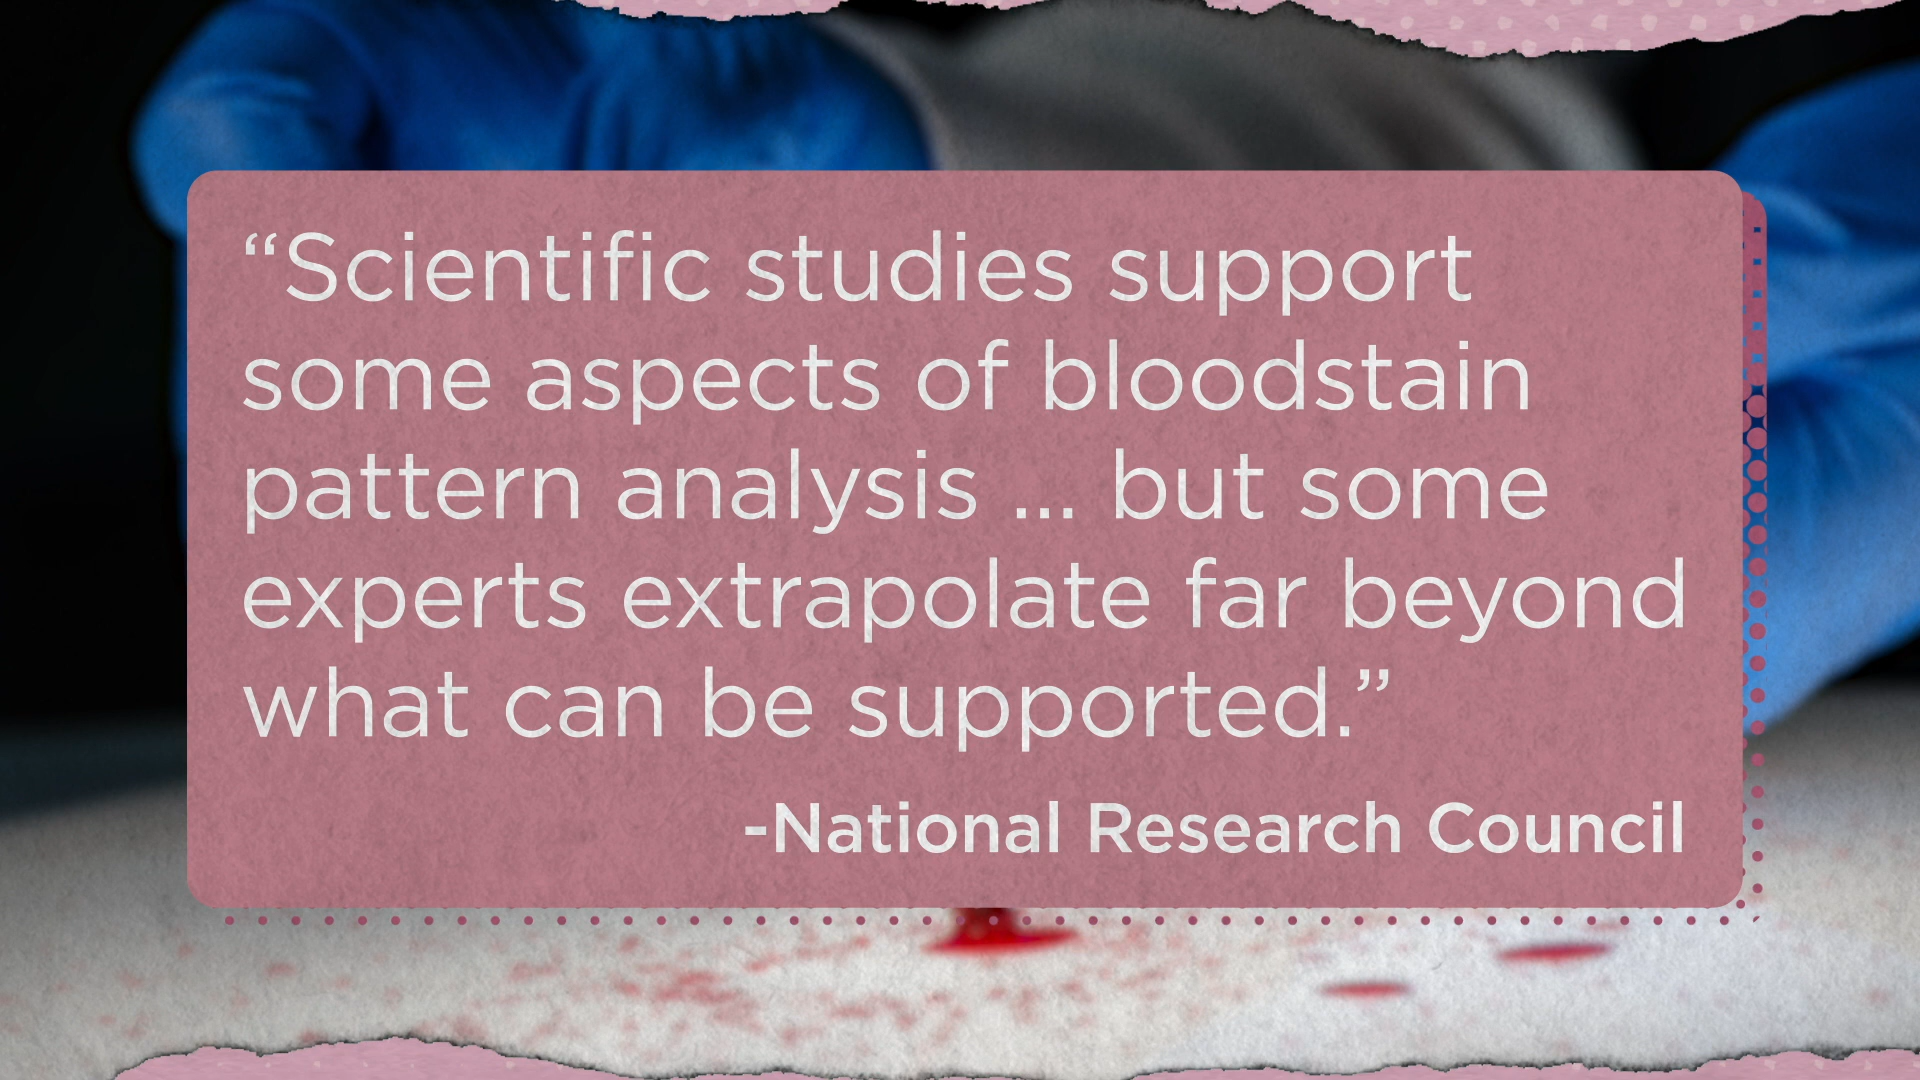 “Scientific studies support
some aspects of bloodstain
pattern analysis ... but some
experts extrapolate far beyond
what can be supported.”
-National Research Council